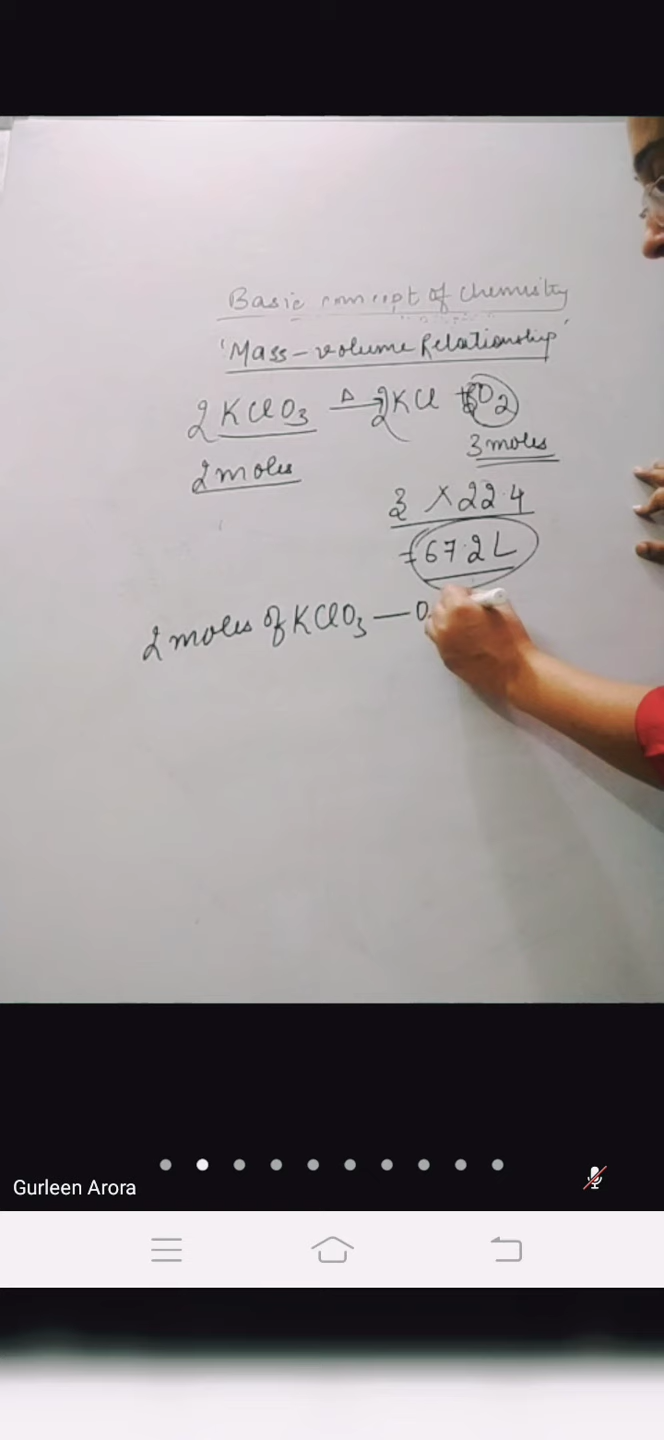 Basic concept of Chemistry
'Mass-volume Relationship'
2KClO3 Δ→ 2KCl + 3O2
2 moles 3 moles
3 × 22.4
= 67.2 L
2 moles of KClO3 — O
Gurleen Arora